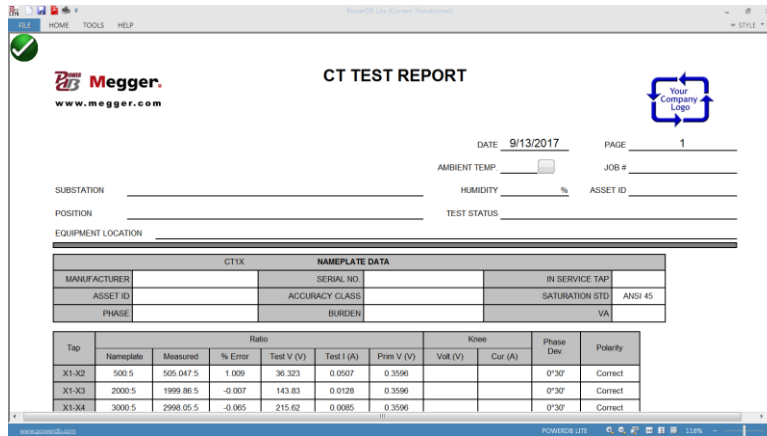 PowerDB Lite (Current Transformer)
FILE HOME TOOLS HELP
STYLE
POWER DB Megger.
www.megger.com
CT TEST REPORT
Your
Company
Logo
DATE 9/13/2017 PAGE 1
AMBIENT TEMP. JOB #
SUBSTATION HUMIDITY % ASSET ID
POSITION TEST STATUS
EQUIPMENT LOCATION
CT1X NAMEPLATE DATA
MANUFACTURER SERIAL NO. IN SERVICE TAP
ASSET ID ACCURACY CLASS SATURATION STD ANSI 45
PHASE BURDEN VA
Tap Ratio Knee Phase Dev. Polarity
Nameplate Measured % Error Test V (V) Test I (A) Prim V (V) Volt.(V) Cur.(A)
X1-X2 500:5 505.047:5 1.009 36.323 0.0507 0.3596 0°30' Correct
X1-X3 2000:5 1999.86:5 -0.007 143.83 0.0128 0.3596 0°30' Correct
X1-X4 3000:5 2998.05:5 -0.065 215.62 0.0085 0.3596 0°30' Correct
www.powerdb.com POWERDB LITE 118%